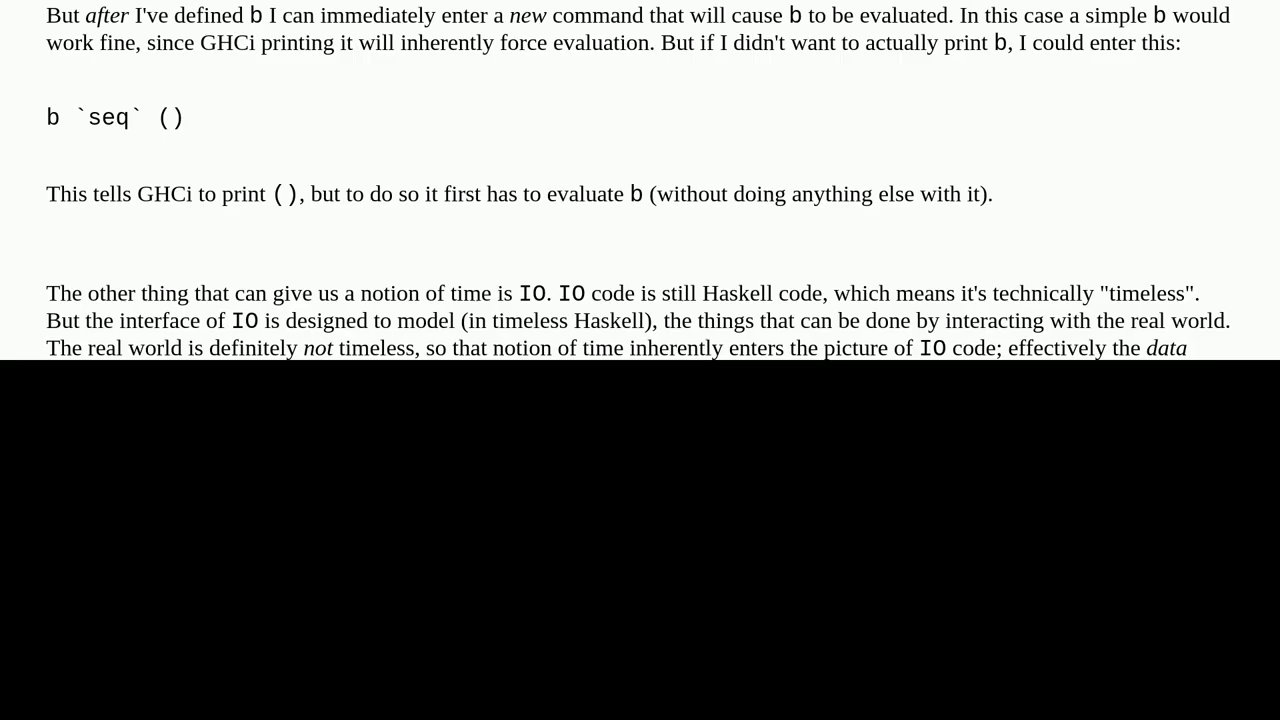 But after I've defined b I can immediately enter a new command that will cause b to be evaluated. In this case a simple b would
work fine, since GHCi printing it will inherently force evaluation. But if I didn't want to actually print b, I could enter this:
b `seq` ()
This tells GHCi to print (), but to do so it first has to evaluate b (without doing anything else with it).
The other thing that can give us a notion of time is IO. IO code is still Haskell code, which means it's technically "timeless".
But the interface of IO is designed to model (in timeless Haskell), the things that can be done by interacting with the real world.
The real world is definitely not timeless, so that notion of time inherently enters the picture of IO code; effectively the data